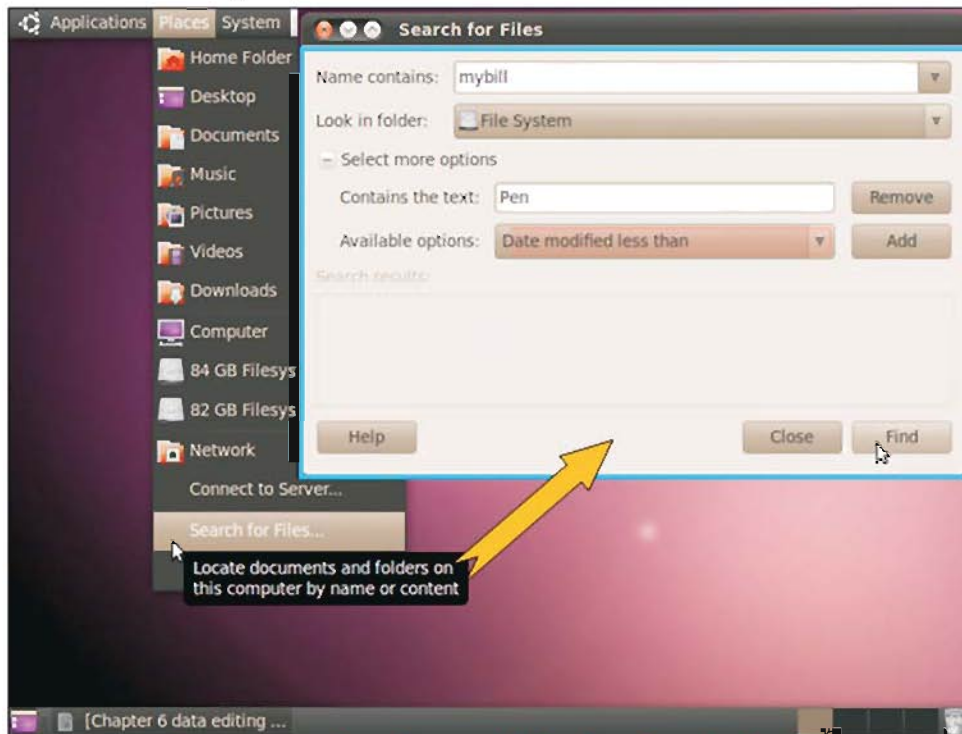 Applications Places System
Home Folder
Desktop
Documents
Music
Pictures
Videos
Downloads
Computer
84 GB Filesys
82 GB Filesys
Network
Connect to Server...
Search for Files...
Locate documents and folders on
this computer by name or content
Search for Files
Name contains: mybill
Look in folder: File System
Select more options
Contains the text: Pen Remove
Available options: Date modified less than Add
Search results:
Help Close Find
[Chapter 6 data editing ...